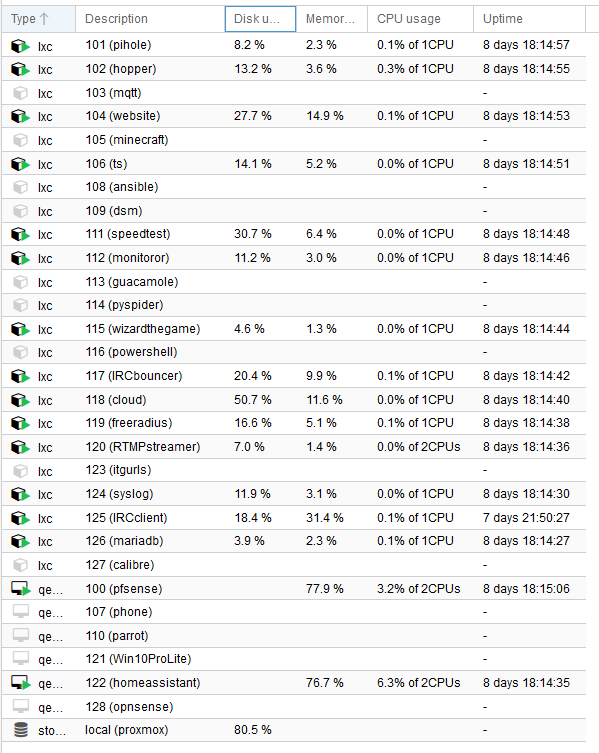 Type Description Disk u... Memor... CPU usage Uptime
lxc 101 (pihole) 8.2 % 2.3 % 0.1% of 1CPU 8 days 18:14:57
lxc 102 (hopper) 13.2 % 3.6 % 0.3% of 1CPU 8 days 18:14:55
lxc 103 (mqtt) -
lxc 104 (website) 27.7 % 14.9 % 0.1% of 1CPU 8 days 18:14:53
lxc 105 (minecraft) -
lxc 106 (ts) 14.1 % 5.2 % 0.0% of 1CPU 8 days 18:14:51
lxc 108 (ansible) -
lxc 109 (dsm) -
lxc 111 (speedtest) 30.7 % 6.4 % 0.0% of 1CPU 8 days 18:14:48
lxc 112 (monitoror) 11.2 % 3.0 % 0.0% of 1CPU 8 days 18:14:46
lxc 113 (guacamole) -
lxc 114 (pyspider) -
lxc 115 (wizardthegame) 4.6 % 1.3 % 0.0% of 1CPU 8 days 18:14:44
lxc 116 (powershell) -
lxc 117 (IRCbouncer) 20.4 % 9.9 % 0.1% of 1CPU 8 days 18:14:42
lxc 118 (cloud) 50.7 % 11.6 % 0.0% of 1CPU 8 days 18:14:40
lxc 119 (freeradius) 16.6 % 5.1 % 0.1% of 1CPU 8 days 18:14:38
lxc 120 (RTMPstreamer) 7.0 % 1.4 % 0.0% of 2CPUs 8 days 18:14:36
lxc 123 (itgurls) -
lxc 124 (syslog) 11.9 % 3.1 % 0.0% of 1CPU 8 days 18:14:30
lxc 125 (IRCclient) 18.4 % 31.4 % 0.1% of 1CPU 7 days 21:50:27
lxc 126 (mariadb) 3.9 % 2.3 % 0.1% of 1CPU 8 days 18:14:27
lxc 127 (calibre) -
qe... 100 (pfsense) 77.9 % 3.2% of 2CPUs 8 days 18:15:06
qe... 107 (phone) -
qe... 110 (parrot) -
qe... 121 (Win10ProLite) -
qe... 122 (homeassistant) 76.7 % 6.3% of 2CPUs 8 days 18:14:35
qe... 128 (opnsense) -
sto... local (proxmox) 80.5 % -